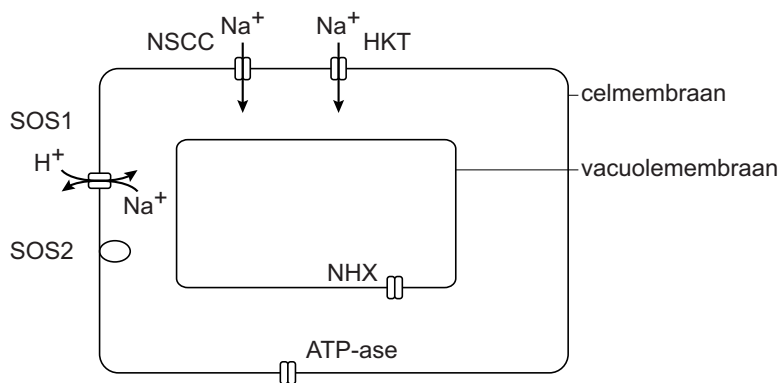 Na+ Na+
NSCC HKT
celmembraan
SOS1
H+
vacuolemembraan
Na+
SOS2
NHX
ATP-ase